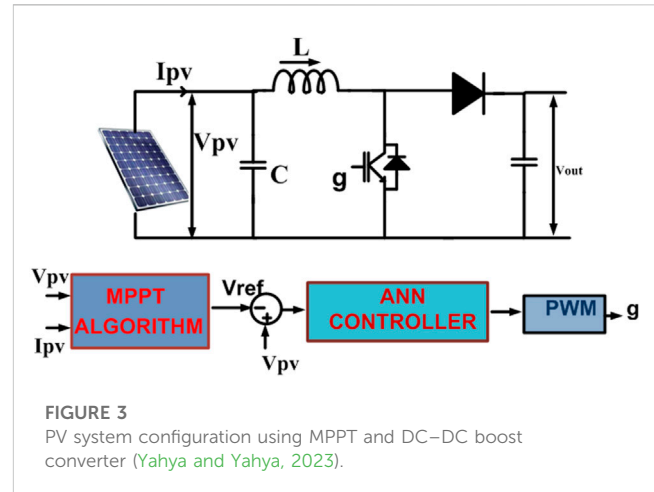 L
Ipv
Vpv
C
g
Vout
Vpv
Ipv
MPPT
ALGORITHM
Vref
−
+
Vpv
ANN
CONTROLLER
PWM
g
FIGURE 3
PV system configuration using MPPT and DC–DC boost
converter (Yahya and Yahya, 2023).